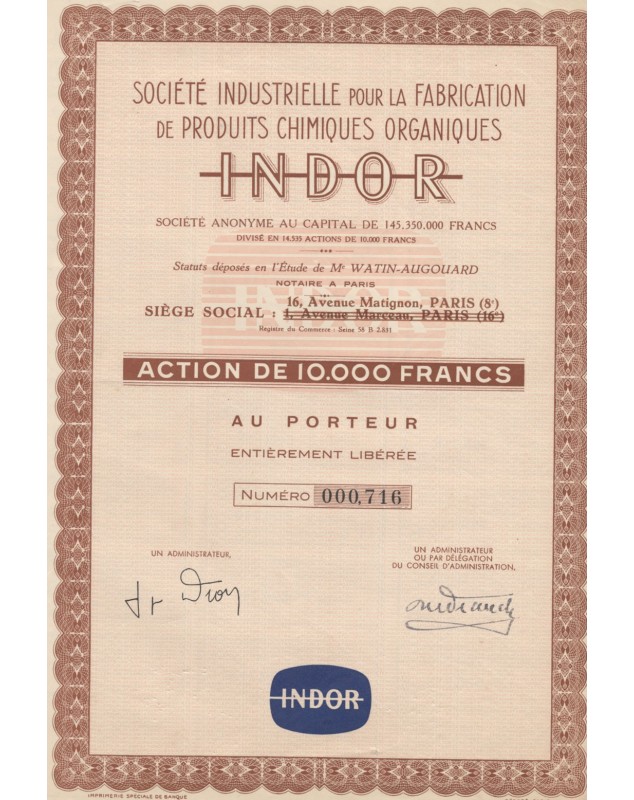 SOCIÉTÉ INDUSTRIELLE POUR LA FABRICATION
DE PRODUITS CHIMIQUES ORGANIQUES
INDOR
SOCIÉTÉ ANONYME AU CAPITAL DE 145.350.000 FRANCS
DIVISÉ EN 14.535 ACTIONS DE 10.000 FRANCS
Statuts déposés en l'Étude de Me WATIN-AUGOUARD
NOTAIRE A PARIS
16, Avenue Matignon, PARIS (8e)
SIÈGE SOCIAL : 4, Avenue Marceau, PARIS (16e)
Registre du Commerce : Seine 58 B 2.831
INDOR
ACTION DE 10.000 FRANCS
AU PORTEUR
ENTIÈREMENT LIBÉRÉE
NUMÉRO 000,716
UN ADMINISTRATEUR,
UN ADMINISTRATEUR
OU PAR DÉLÉGATION
DU CONSEIL D'ADMINISTRATION,
INDOR
IMPRIMERIE SPÉCIALE DE BANQUE